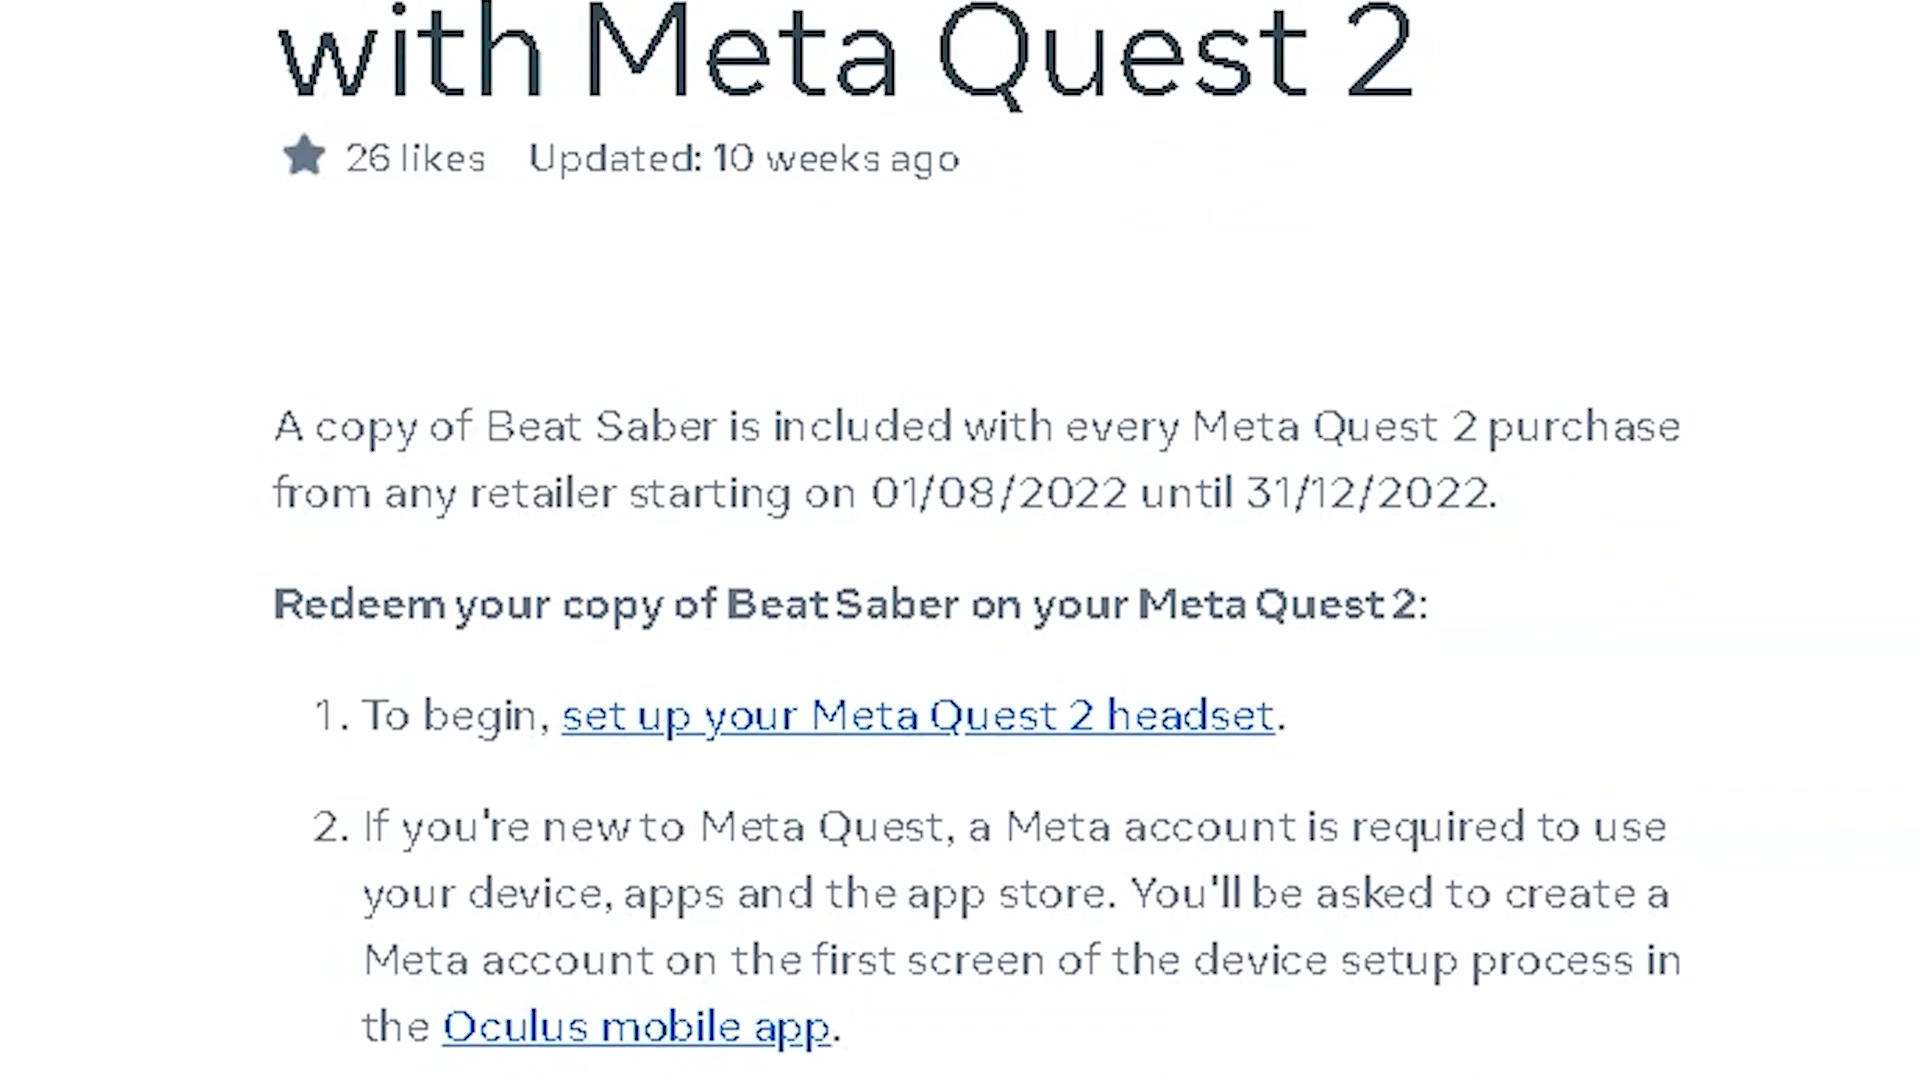 with Meta Quest 2
26 likes Updated: 10 weeks ago
A copy of Beat Saber is included with every Meta Quest 2 purchase
from any retailer starting on 01/08/2022 until 31/12/2022.
Redeem your copy of Beat Saber on your Meta Quest 2:
1. To begin, set up your Meta Quest 2 headset.
2. If you're new to Meta Quest, a Meta account is required to use
your device, apps and the app store. You'll be asked to create a
Meta account on the first screen of the device setup process in
the Oculus mobile app.